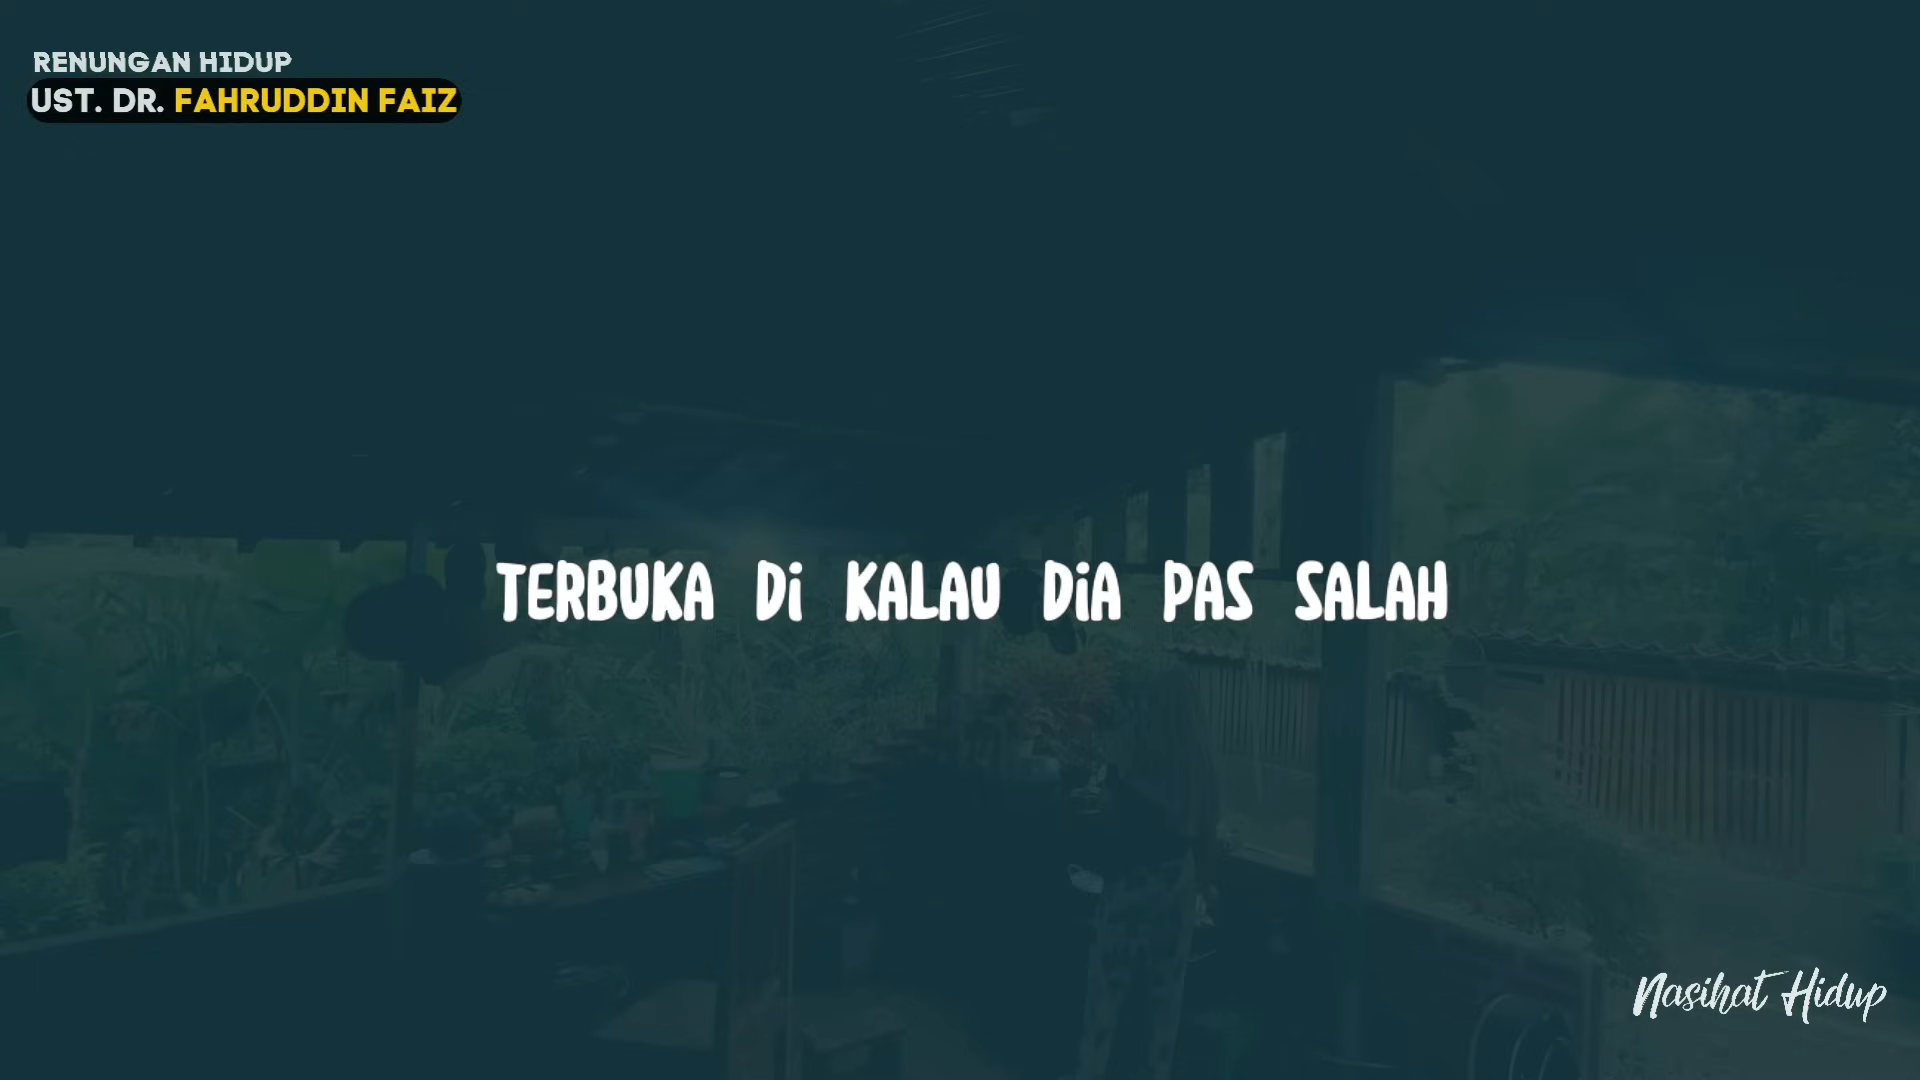 RENUNGAN HIDUP
UST. DR. FAHRUDDIN FAIZ
TERBUKA Di KALAU DiA PAS SALAH
Nasihat Hidup